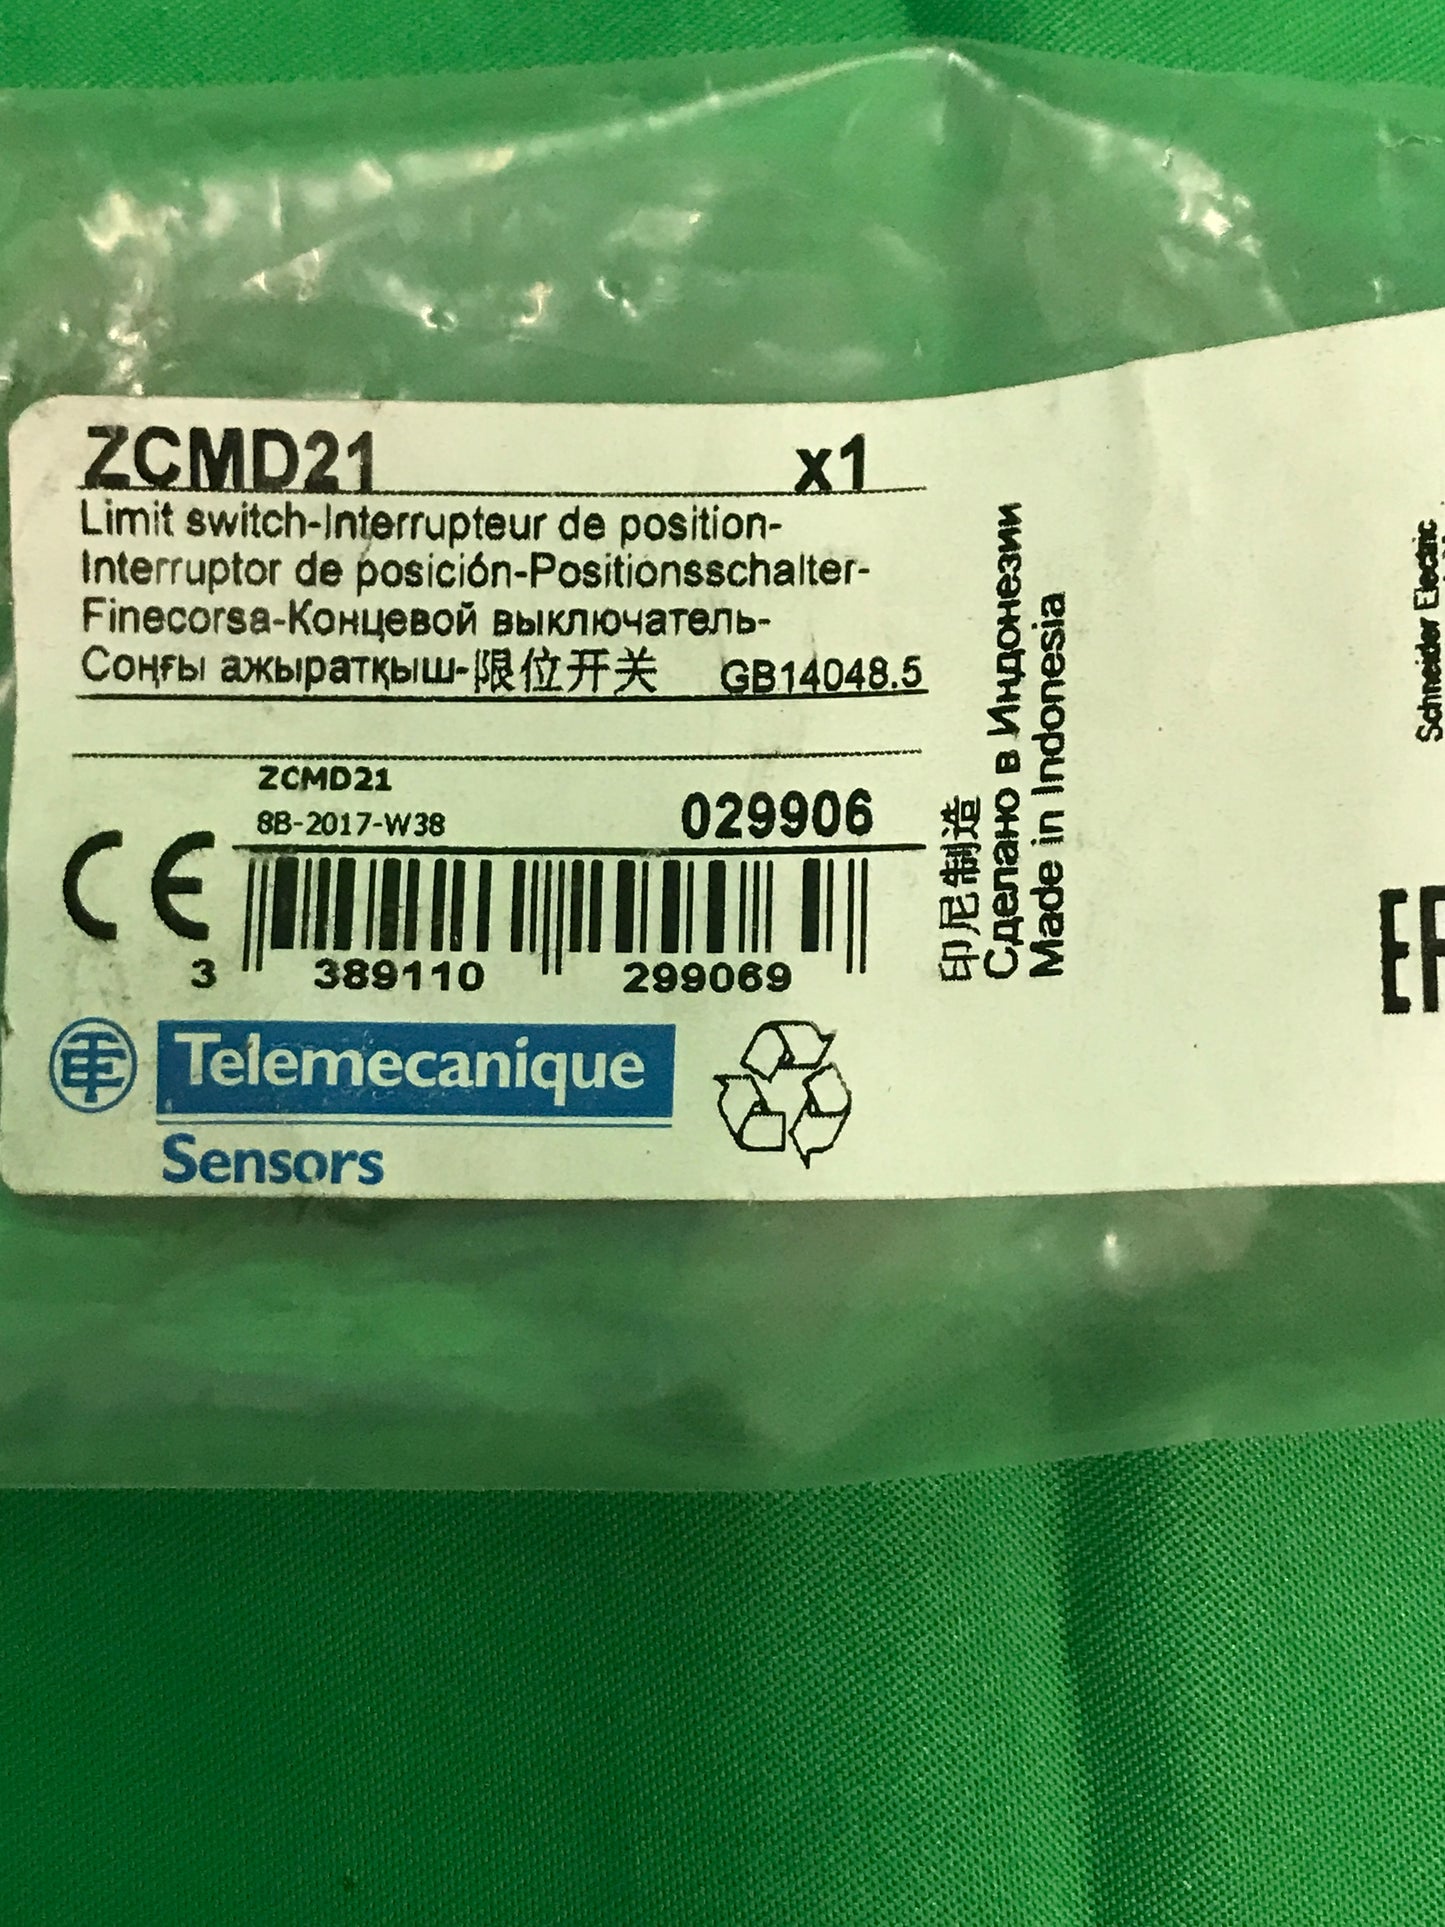 ZCMD21 x1
Limit switch-Interrupteur de position-
Interruptor de posición-Positionsschalter-
Finecorsa-Концевой выключатель-
Соңғы ажыратқыш-限位开关 GB14048.5
ZCMD21
8B-2017-W38 029906
CE
3 389110 299069
印尼制造
Сделано в Индонезии
Made in Indonesia
Telemecanique
Sensors
Schneider Electric